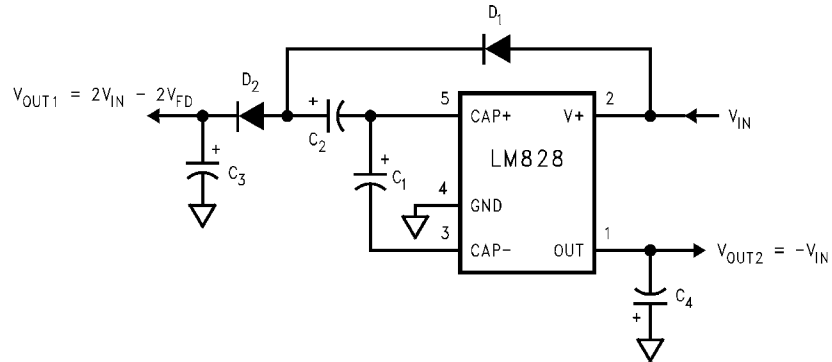 D1
VOUT1 = 2VIN - 2VFD
D2
+
C2
5
CAP+
V+
2
VIN
LM828
+
C3
+
C1
4
GND
3
CAP-
OUT
1
VOUT2 = -VIN
C4
+